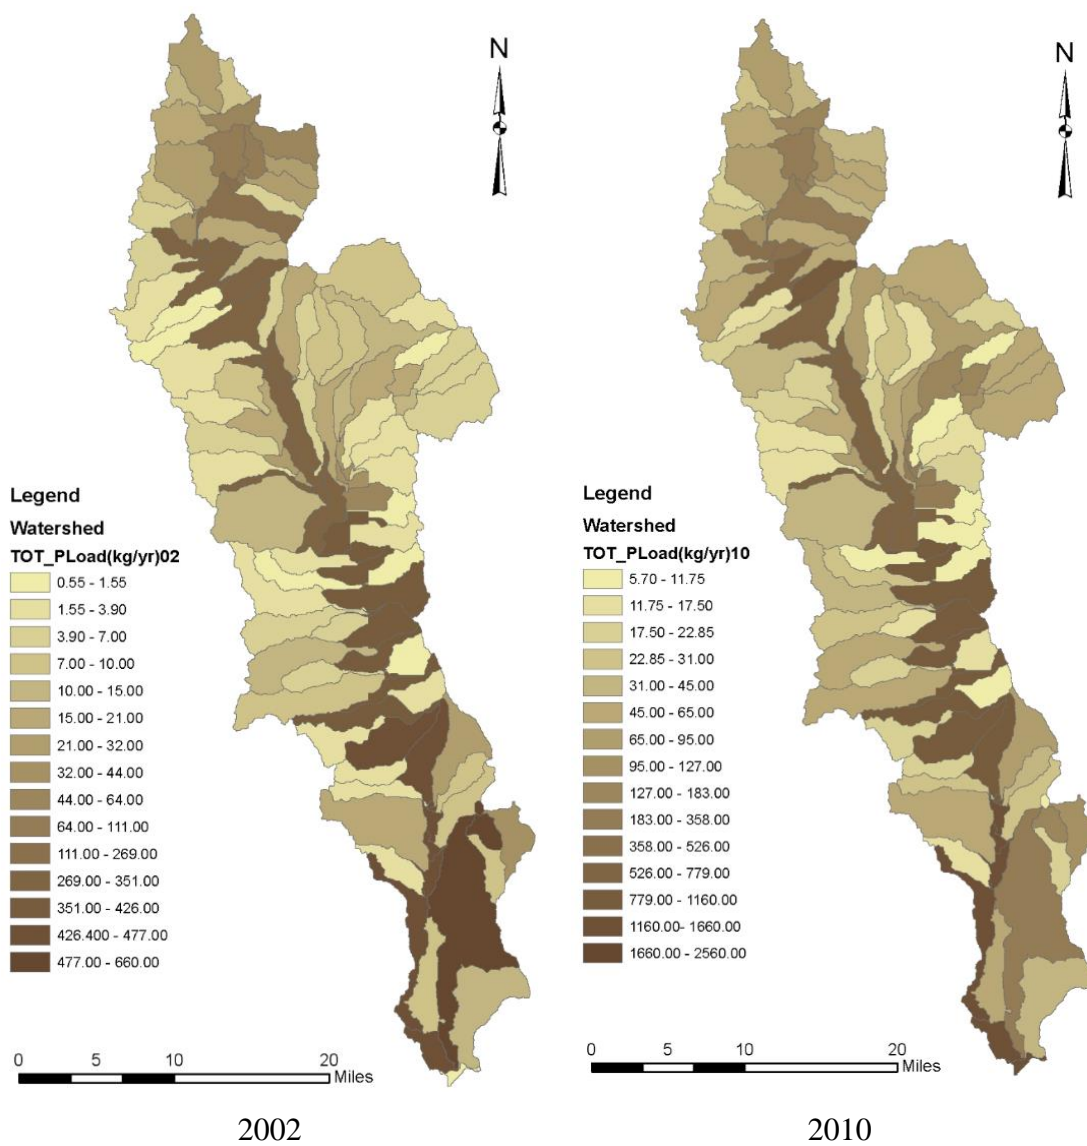 N
N
Legend
Watershed
TOT_PLoad(kg/yr)02
0.55 - 1.55
1.55 - 3.90
3.90 - 7.00
7.00 - 10.00
10.00 - 15.00
15.00 - 21.00
21.00 - 32.00
32.00 - 44.00
44.00 - 64.00
64.00 - 111.00
111.00 - 269.00
269.00 - 351.00
351.00 - 426.00
426.400 - 477.00
477.00 - 660.00
0 5 10 20
Miles
2002
Legend
Watershed
TOT_PLoad(kg/yr)10
5.70 - 11.75
11.75 - 17.50
17.50 - 22.85
22.85 - 31.00
31.00 - 45.00
45.00 - 65.00
65.00 - 95.00
95.00 - 127.00
127.00 - 183.00
183.00 - 358.00
358.00 - 526.00
526.00 - 779.00
779.00 - 1160.00
1160.00- 1660.00
1660.00 - 2560.00
0 5 10 20
Miles
2010